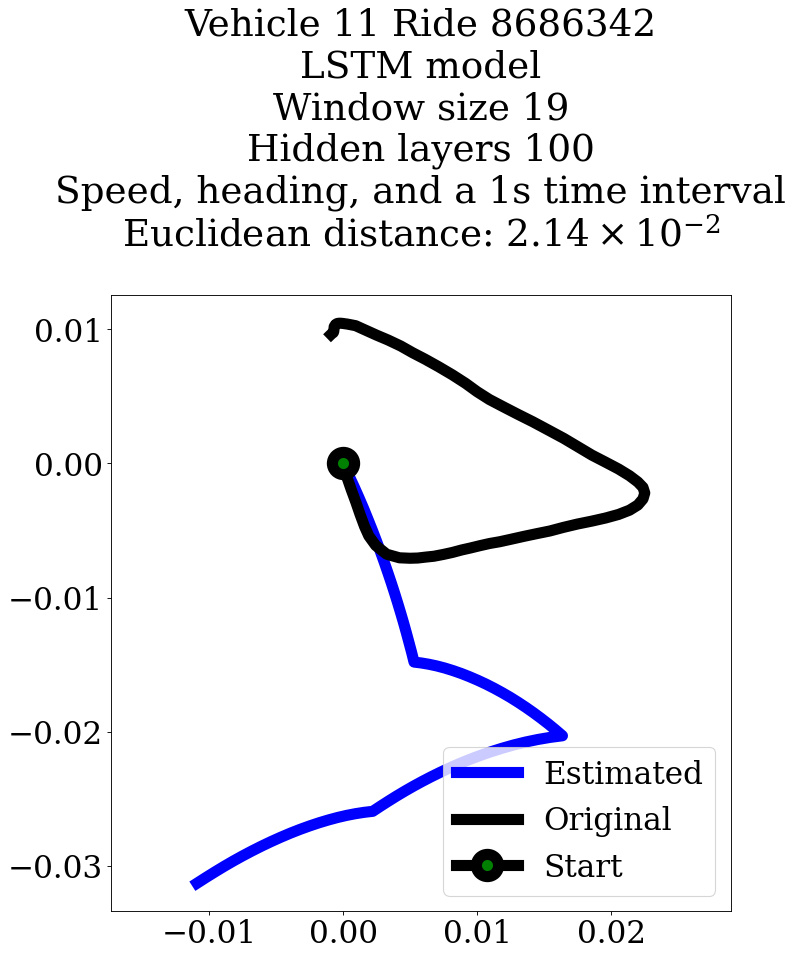 Vehicle 11 Ride 8686342
LSTM model
Window size 19
Hidden layers 100
Speed, heading, and a 1s time interval
Euclidean distance: 2.14 × 10⁻²
0.01
0.00
−0.01
−0.02
−0.03
Estimated
Original
Start
−0.01 0.00 0.01 0.02